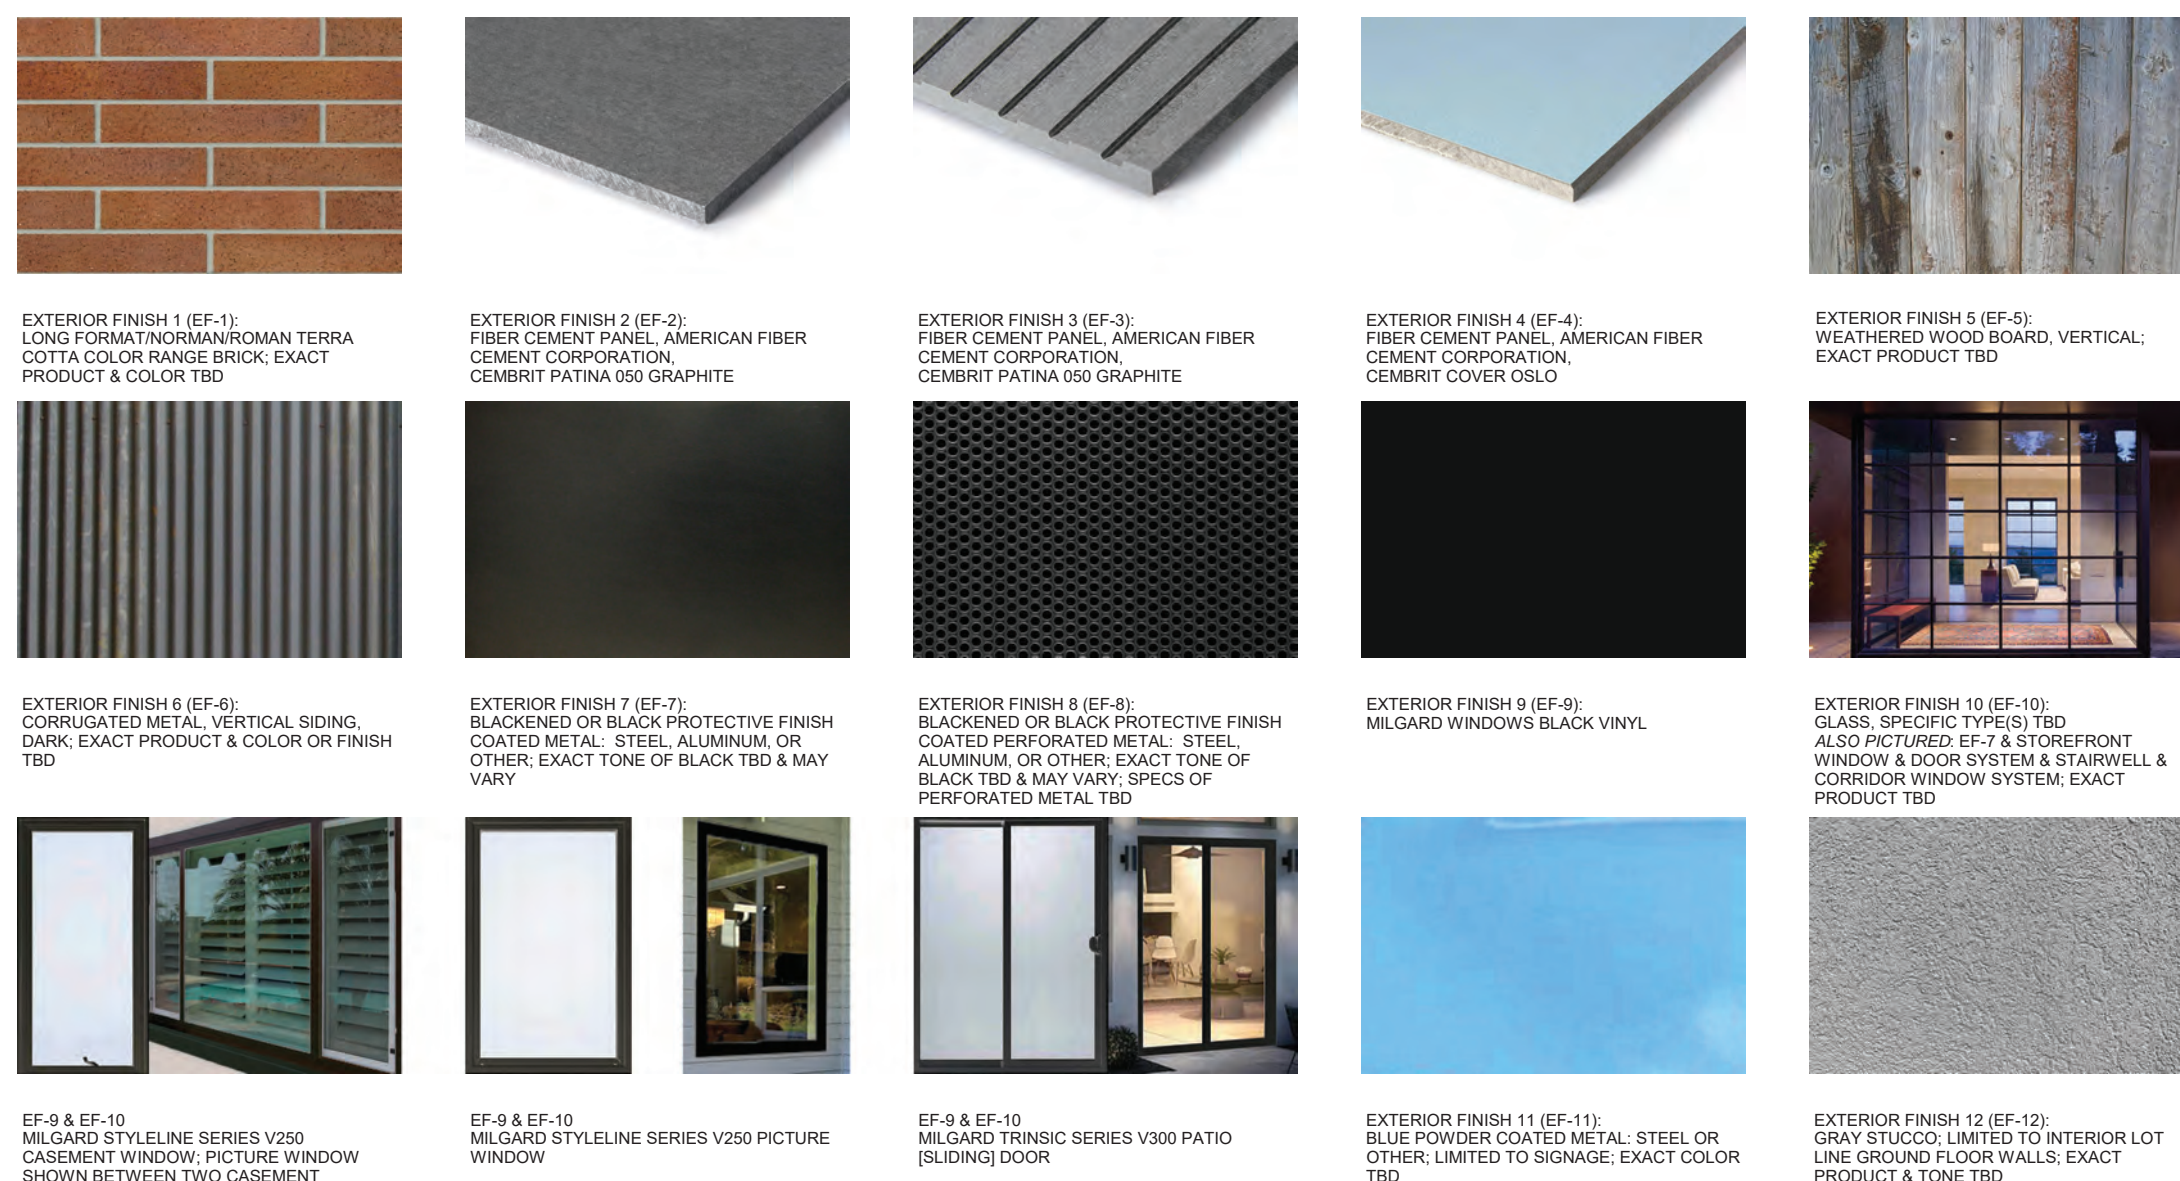 EXTERIOR FINISH 1 (EF-1):
LONG FORMAT/NORMAN/ROMAN TERRA
COTTA COLOR RANGE BRICK; EXACT
PRODUCT & COLOR TBD
EXTERIOR FINISH 2 (EF-2):
FIBER CEMENT PANEL, AMERICAN FIBER
CEMENT CORPORATION,
CEMBRIT PATINA 050 GRAPHITE
EXTERIOR FINISH 3 (EF-3):
FIBER CEMENT PANEL, AMERICAN FIBER
CEMENT CORPORATION,
CEMBRIT PATINA 050 GRAPHITE
EXTERIOR FINISH 4 (EF-4):
FIBER CEMENT PANEL, AMERICAN FIBER
CEMENT CORPORATION,
CEMBRIT COVER OSLO
EXTERIOR FINISH 5 (EF-5):
WEATHERED WOOD BOARD, VERTICAL;
EXACT PRODUCT TBD
EXTERIOR FINISH 6 (EF-6):
CORRUGATED METAL, VERTICAL SIDING,
DARK; EXACT PRODUCT & COLOR OR FINISH
TBD
EXTERIOR FINISH 7 (EF-7):
BLACKENED OR BLACK PROTECTIVE FINISH
COATED METAL: STEEL, ALUMINUM, OR
OTHER; EXACT TONE OF BLACK TBD & MAY
VARY
EXTERIOR FINISH 8 (EF-8):
BLACKENED OR BLACK PROTECTIVE FINISH
COATED PERFORATED METAL: STEEL,
ALUMINUM, OR OTHER; EXACT TONE OF
BLACK TBD & MAY VARY; SPECS OF
PERFORATED METAL TBD
EXTERIOR FINISH 9 (EF-9):
MILGARD WINDOWS BLACK VINYL
EXTERIOR FINISH 10 (EF-10):
GLASS, SPECIFIC TYPE(S) TBD
ALSO PICTURED: EF-7 & STOREFRONT
WINDOW & DOOR SYSTEM & STAIRWELL &
CORRIDOR WINDOW SYSTEM; EXACT
PRODUCT TBD
EF-9 & EF-10
MILGARD STYLELINE SERIES V250
CASEMENT WINDOW; PICTURE WINDOW
SHOWN BETWEEN TWO CASEMENT
EF-9 & EF-10
MILGARD STYLELINE SERIES V250 PICTURE
WINDOW
EF-9 & EF-10
MILGARD TRINSIC SERIES V300 PATIO
[SLIDING] DOOR
EXTERIOR FINISH 11 (EF-11):
BLUE POWDER COATED METAL: STEEL OR
OTHER; LIMITED TO SIGNAGE; EXACT COLOR
TBD
EXTERIOR FINISH 12 (EF-12):
GRAY STUCCO; LIMITED TO INTERIOR LOT
LINE GROUND FLOOR WALLS; EXACT
PRODUCT & TONE TBD